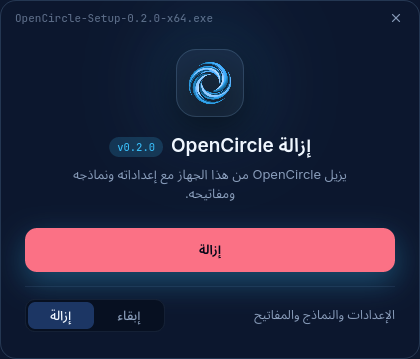 OpenCircle-Setup-0.2.0-x64.exe
إزالة OpenCircle v0.2.0
يزيل OpenCircle من هذا الجهاز مع إعداداته ونماذجه
ومفاتيحه.
إزالة
الإعدادات والنماذج والمفاتيح إبقاء إزالة